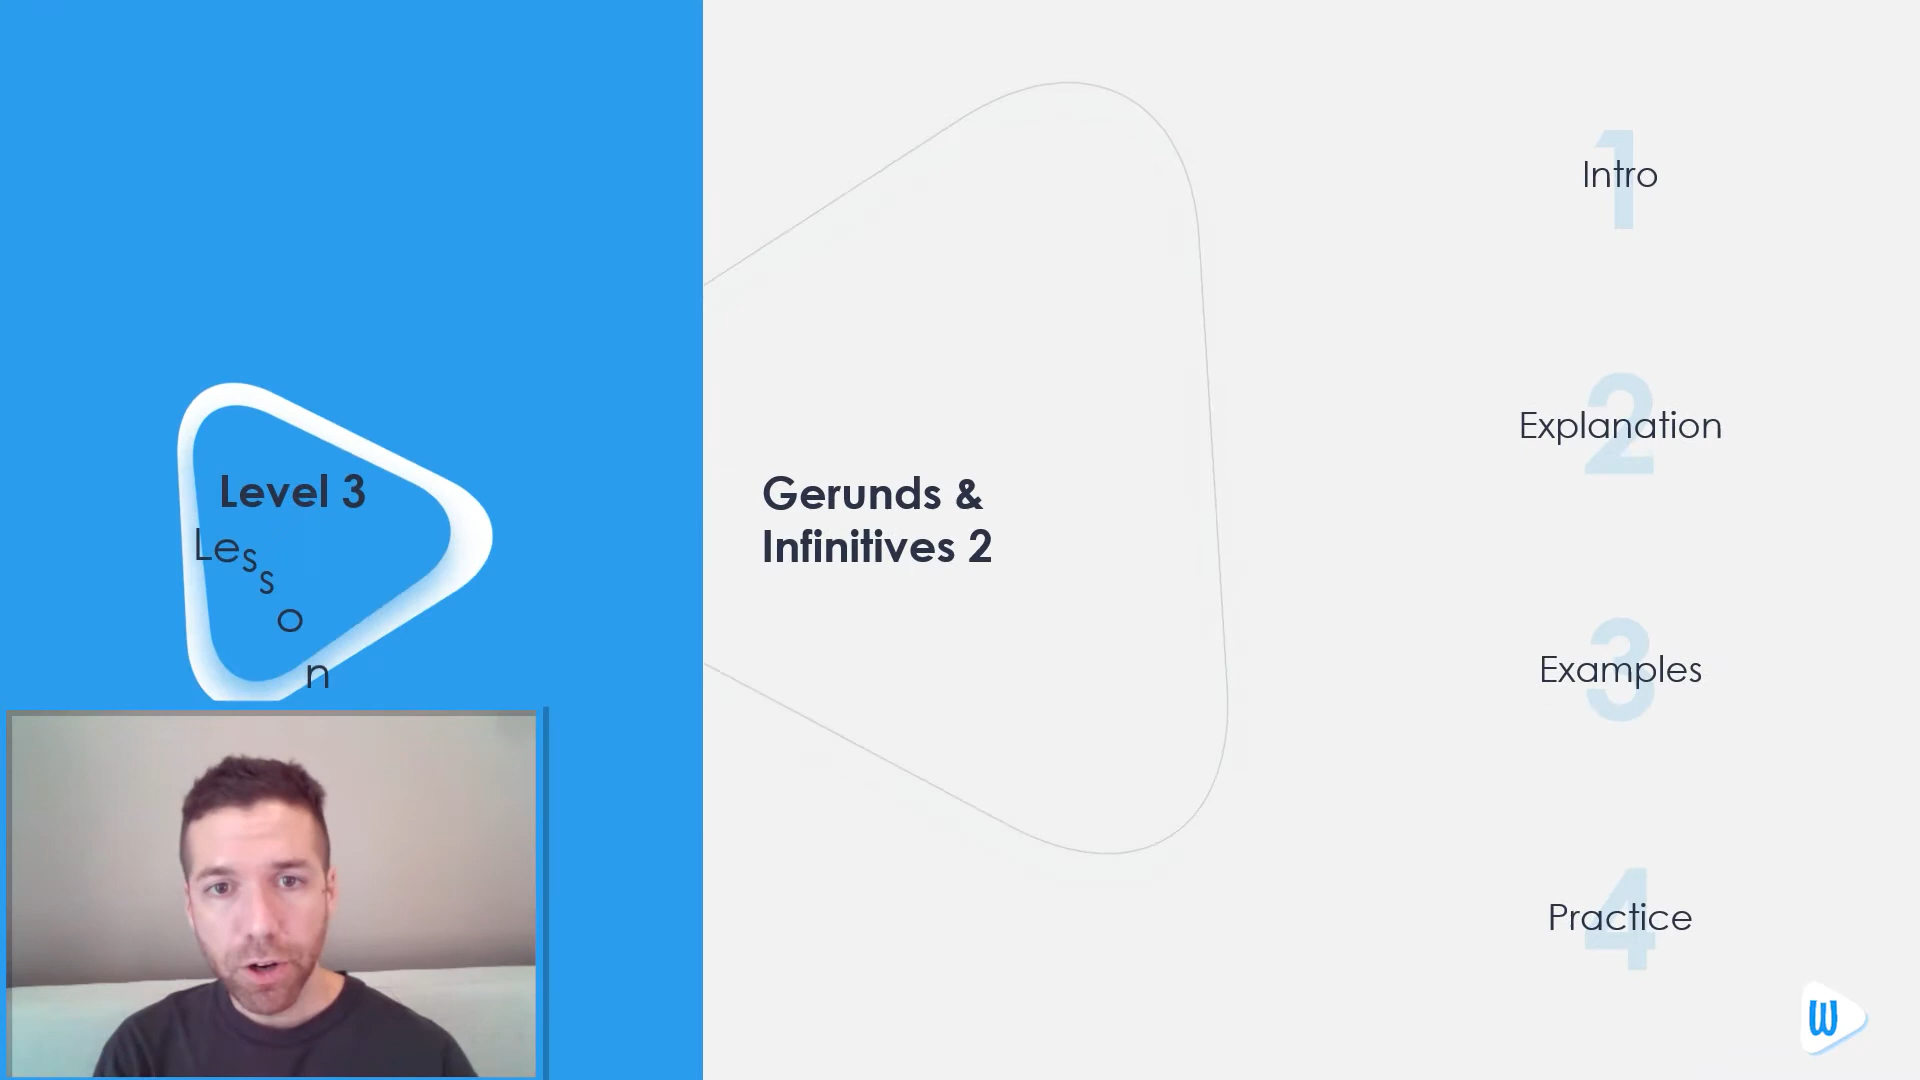 Level 3
Lesson
Gerunds &
Infinitives 2
1
Intro
2
Explanation
3
Examples
4
Practice
W